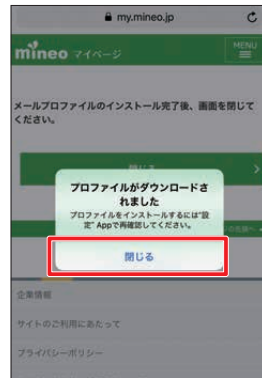 my.mineo.jp
mineo マイページ
MENU
メールプロファイルのインストール完了後、画面を閉じて
ください。
プロファイルがダウンロードさ
れました
プロファイルをインストールするには"設
定" Appで再確認してください。
閉じる
企業情報
サイトのご利用にあたって
プライバシーポリシー